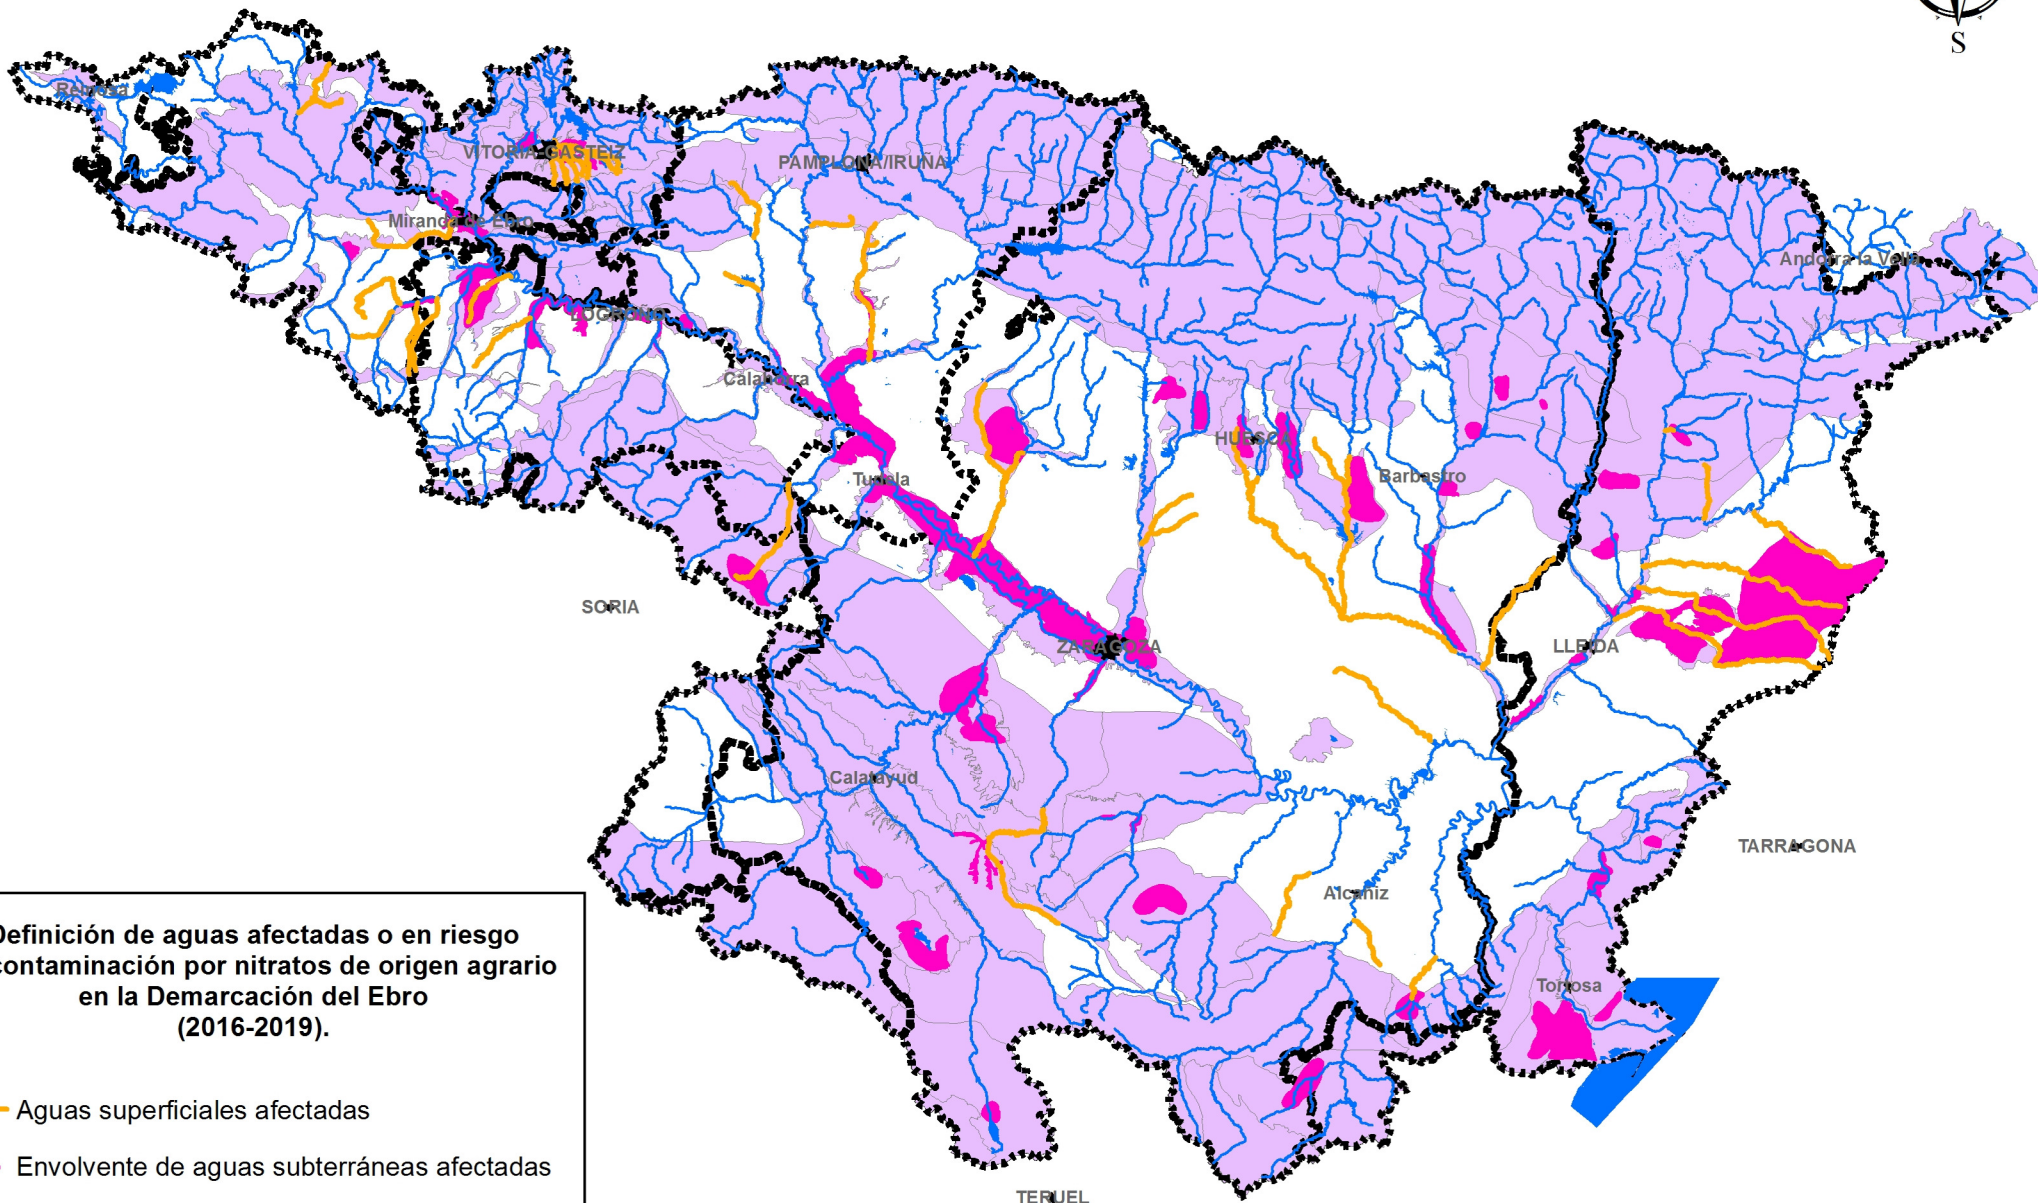 S
Reinosa
VITORIA-GASTEIZ
PAMPLONA/IRUÑA
Miranda de Ebro
Andorra la Vella
LOGROÑO
Calahorra
HUESCA
Barbastro
Tudela
SORIA
ZARAGOZA
LLEIDA
Calatayud
TARRAGONA
Alcañiz
Tortosa
TERUEL
Definición de aguas afectadas o en riesgo
contaminación por nitratos de origen agrario
en la Demarcación del Ebro
(2016-2019).
Aguas superficiales afectadas
Envolvente de aguas subterráneas afectadas